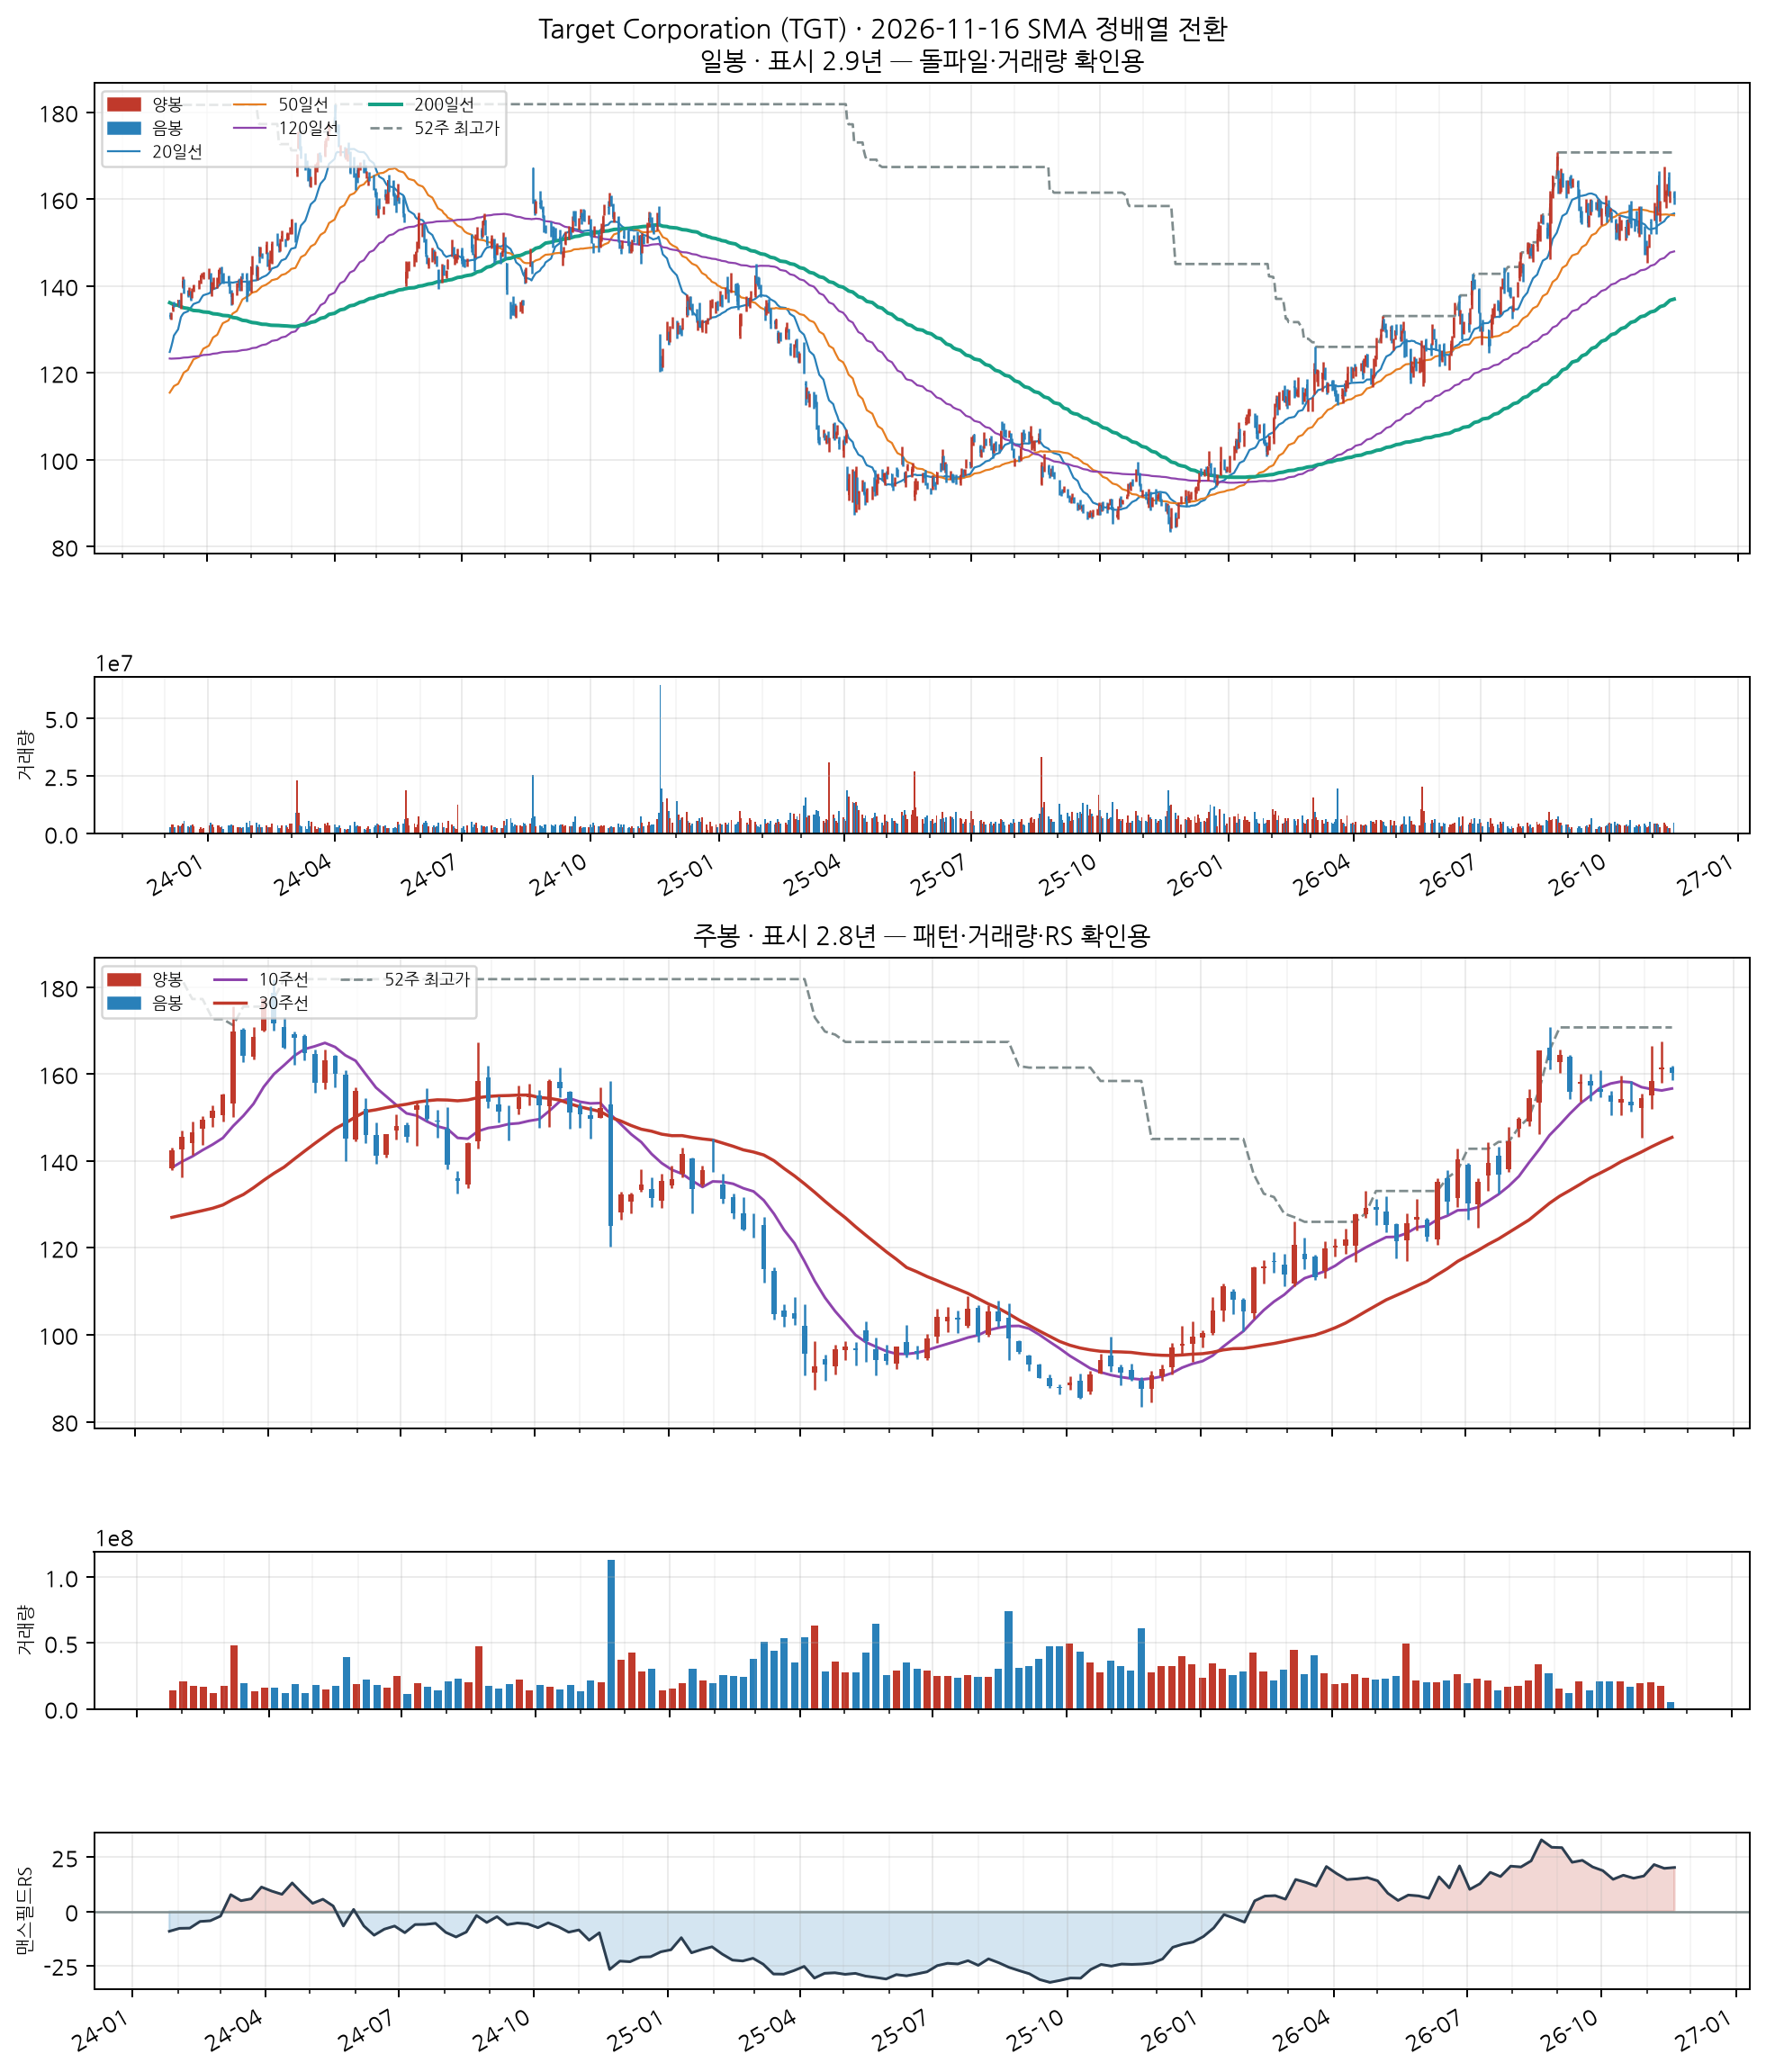 Target Corporation (TGT) · 2026-11-16 SMA 정배열 전환
일봉 · 표시 2.9년 — 돌파일·거래량 확인용
양봉
음봉
20일선
50일선
120일선
200일선
52주 최고가
180
160
140
120
100
80
1e7
거래량
5.0
2.5
0.0
24-01
24-04
24-07
24-10
25-01
25-04
25-07
25-10
26-01
26-04
26-07
26-10
27-01
주봉 · 표시 2.8년 — 패턴·거래량·RS 확인용
양봉
음봉
10주선
30주선
52주 최고가
180
160
140
120
100
80
1e8
거래량
1.0
0.5
0.0
맨스필드RS
25
0
-25
24-01
24-04
24-07
24-10
25-01
25-04
25-07
25-10
26-01
26-04
26-07
26-10
27-01